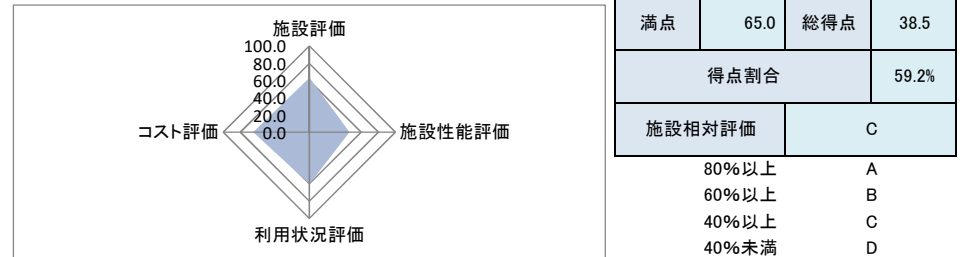 施設評価
100.0
80.0
60.0
40.0
20.0
0.0
コスト評価
施設性能評価
利用状況評価
満点 65.0 総得点 38.5
得点割合 59.2%
施設相対評価 C
80%以上 A
60%以上 B
40%以上 C
40%未満 D